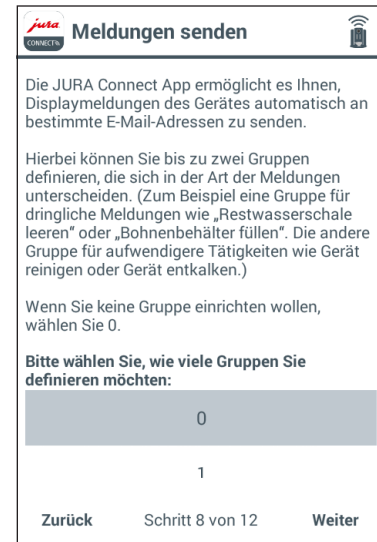 jura
CONNECT
Meldungen senden
Die JURA Connect App ermöglicht es Ihnen,
Displaymeldungen des Gerätes automatisch an
bestimmte E-Mail-Adressen zu senden.
Hierbei können Sie bis zu zwei Gruppen
definieren, die sich in der Art der Meldungen
unterscheiden. (Zum Beispiel eine Gruppe für
dringliche Meldungen wie „Restwasserschale
leeren“ oder „Bohnenbehälter füllen“. Die andere
Gruppe für aufwendigere Tätigkeiten wie Gerät
reinigen oder Gerät entkalken.)
Wenn Sie keine Gruppe einrichten wollen,
wählen Sie 0.
Bitte wählen Sie, wie viele Gruppen Sie
definieren möchten:
0
1
Zurück Schritt 8 von 12 Weiter